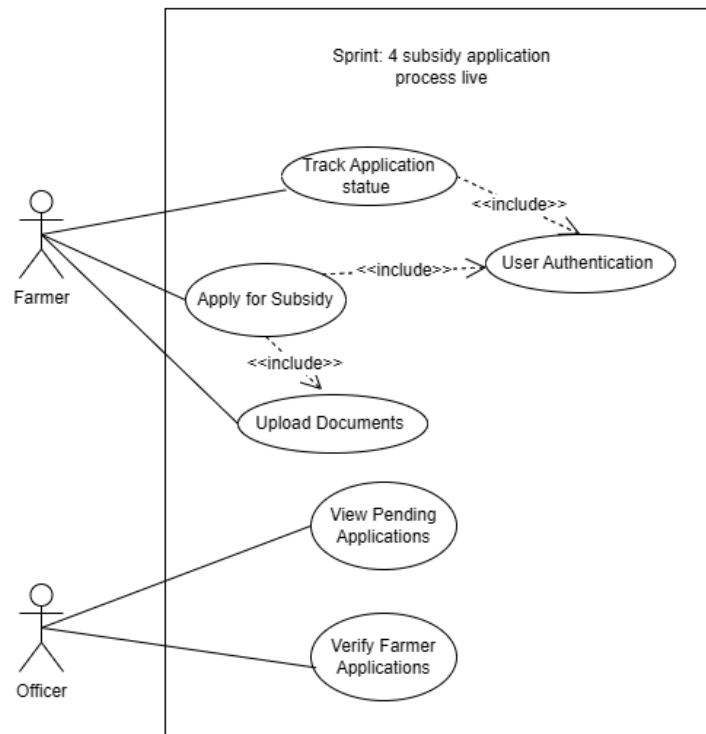 Sprint: 4 subsidy application
process live
Track Application
statue
<<include>>
User Authentication
<<include>>
Farmer
Apply for Subsidy
<<include>>
Upload Documents
View Pending
Applications
Verify Farmer
Applications
Officer